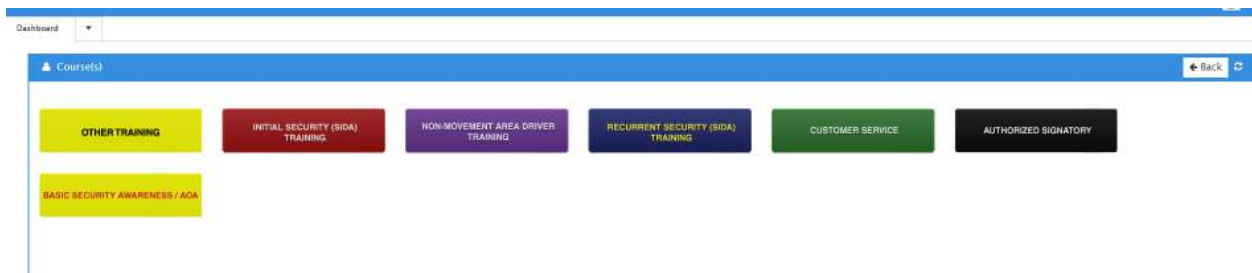 Dashboard
Course(s)
Back
OTHER TRAINING
INITIAL SECURITY (SIDA)
TRAINING
NON-MOVEMENT AREA DRIVER
TRAINING
RECURRENT SECURITY (SIDA)
TRAINING
CUSTOMER SERVICE
AUTHORIZED SIGNATORY
BASIC SECURITY AWARENESS / AOA